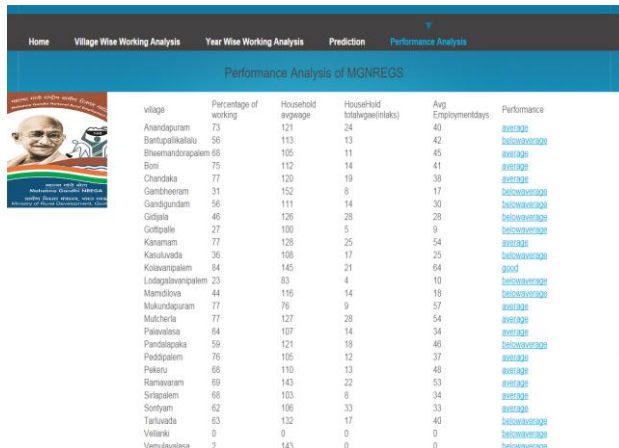 Home Village Wise Working Analysis Year Wise Working Analysis Prediction Performance Analysis
Performance Analysis of MGNREGS
village Percentage of working Household avgwage HouseHold totalwgae(inlaks) Avg Employmentdays Performance
Anandapuram 73 121 24 40 average
Bantupallikallalu 56 113 13 42 belowaverage
Bheemandorapalem 68 105 11 45 average
Boni 75 112 14 41 average
Chandaka 77 120 19 38 average
Gambheeram 31 152 8 17 belowaverage
Gandigundam 56 111 14 30 belowaverage
Gidijala 46 126 28 28 belowaverage
Gottipalle 27 100 5 9 belowaverage
Kanamam 77 128 25 54 average
Kasuluvada 36 108 17 25 belowaverage
Kolavanipalem 84 145 21 64 good
Lodagalavanipalem 23 83 4 10 belowaverage
Mamidilova 44 116 14 18 belowaverage
Mukundapuram 77 76 9 57 average
Mutcherla 77 127 28 54 average
Palavalasa 64 107 14 34 average
Pandalapaka 59 121 18 46 belowaverage
Peddipalem 76 105 12 37 average
Pekeru 68 110 13 48 average
Ramavaram 69 143 22 53 average
Sirlapalem 68 103 8 34 average
Sontyam 62 106 33 33 average
Tarluvada 63 132 17 40 belowaverage
Vellanki 0 0 0 0 belowaverage
Vemulavalasa 2 143 0 0 belowaverage
Mahatma Gandhi NREGA
Ministry of Rural Development,